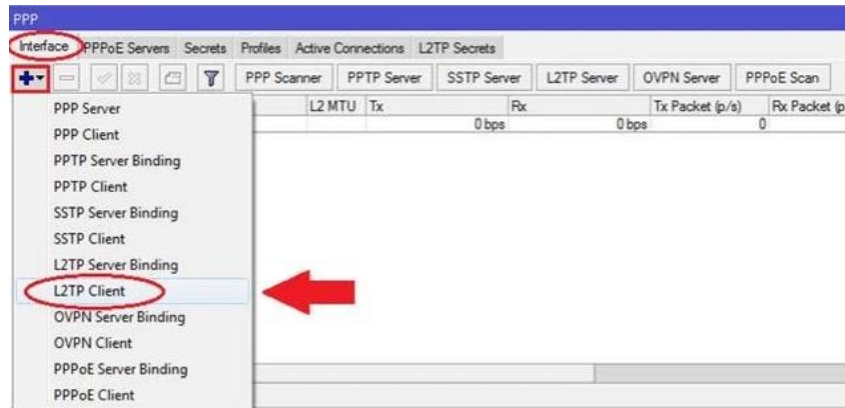 PPP
Interface PPPoE Servers Secrets Profiles Active Connections L2TP Secrets
PPP Scanner PPTP Server SSTP Server L2TP Server OVPN Server PPPoE Scan
L2 MTU Tx Rx Tx Packet (p/s) Rx Packet (p
0 bps 0 bps 0
PPP Server
PPP Client
PPTP Server Binding
PPTP Client
SSTP Server Binding
SSTP Client
L2TP Server Binding
L2TP Client
OVPN Server Binding
OVPN Client
PPPoE Server Binding
PPPoE Client